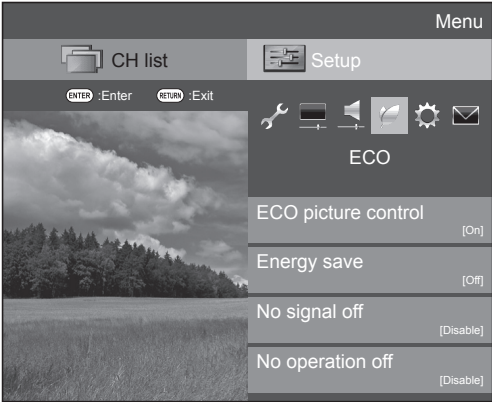 Menu
CH list
Setup
ENTER :Enter RETURN :Exit
ECO
ECO picture control
[On]
Energy save
[Off]
No signal off
[Disable]
No operation off
[Disable]